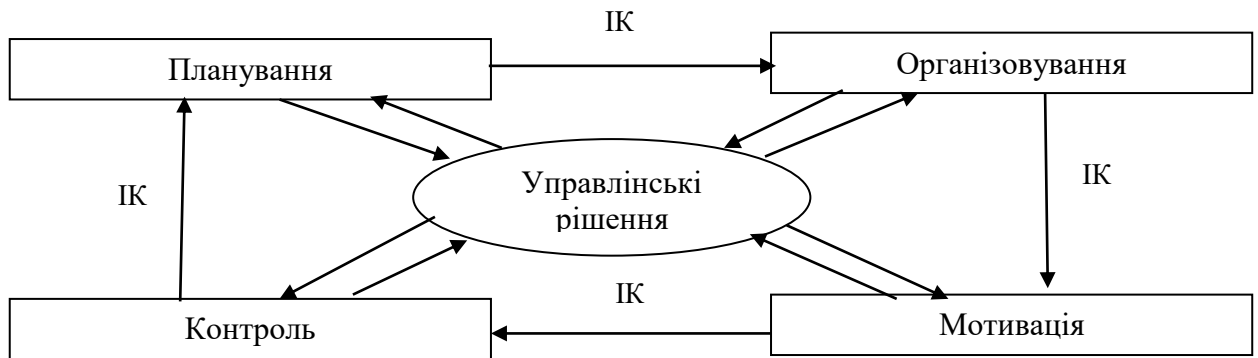 ІК
Планування
Організовування
ІК
Управлінські
рішення
ІК
ІК
Контроль
Мотивація